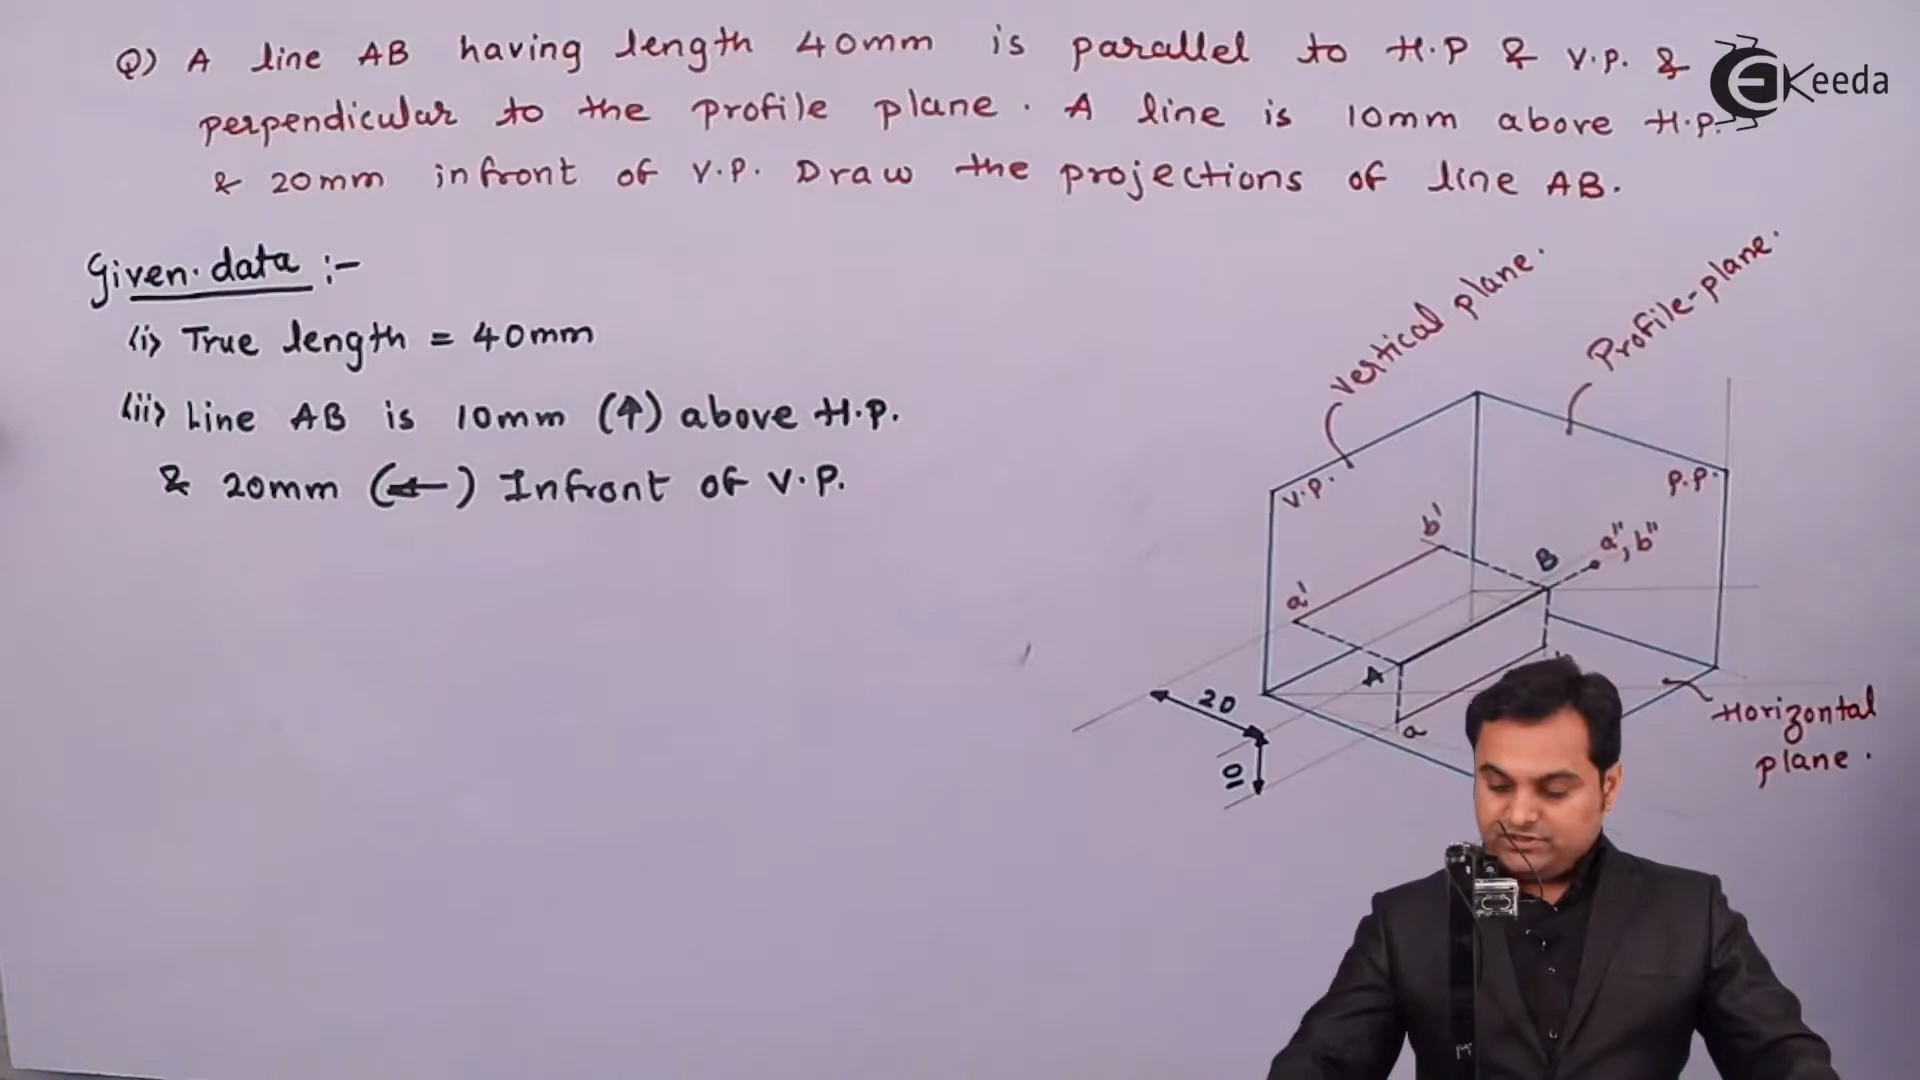 Q) A line AB having length 40mm is parallel to H.P & V.P. &
perpendicular to the profile plane. A line is 10mm above H.P.
& 20mm infront of V.P. Draw the projections of line AB.
EKeeda
Given data :-
(i) True length = 40mm
(ii) Line AB is 10mm (↑) above H.P.
& 20mm (←) Infront of V.P.
Vertical plane.
Profile-plane.
V.P.
P.P.
b'
a'
B
a", b"
A
a
20
10
Horizontal
plane.